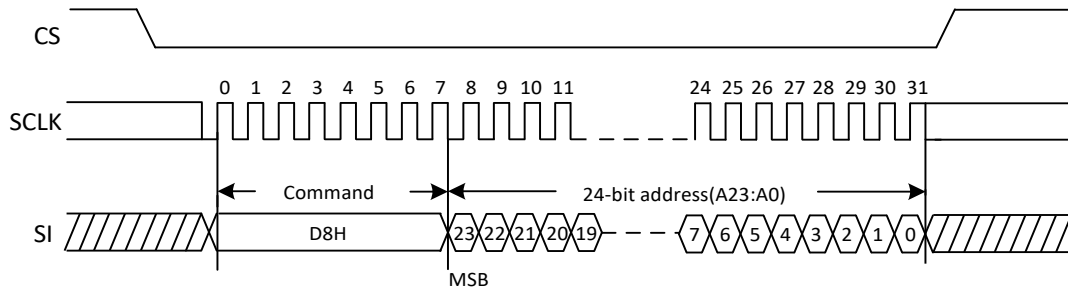 CS
0 1 2 3 4 5 6 7 8 9 10 11 24 25 26 27 28 29 30 31
SCLK
Command 24-bit address(A23:A0)
SI D8H 23 22 21 20 19 7 6 5 4 3 2 1 0
MSB